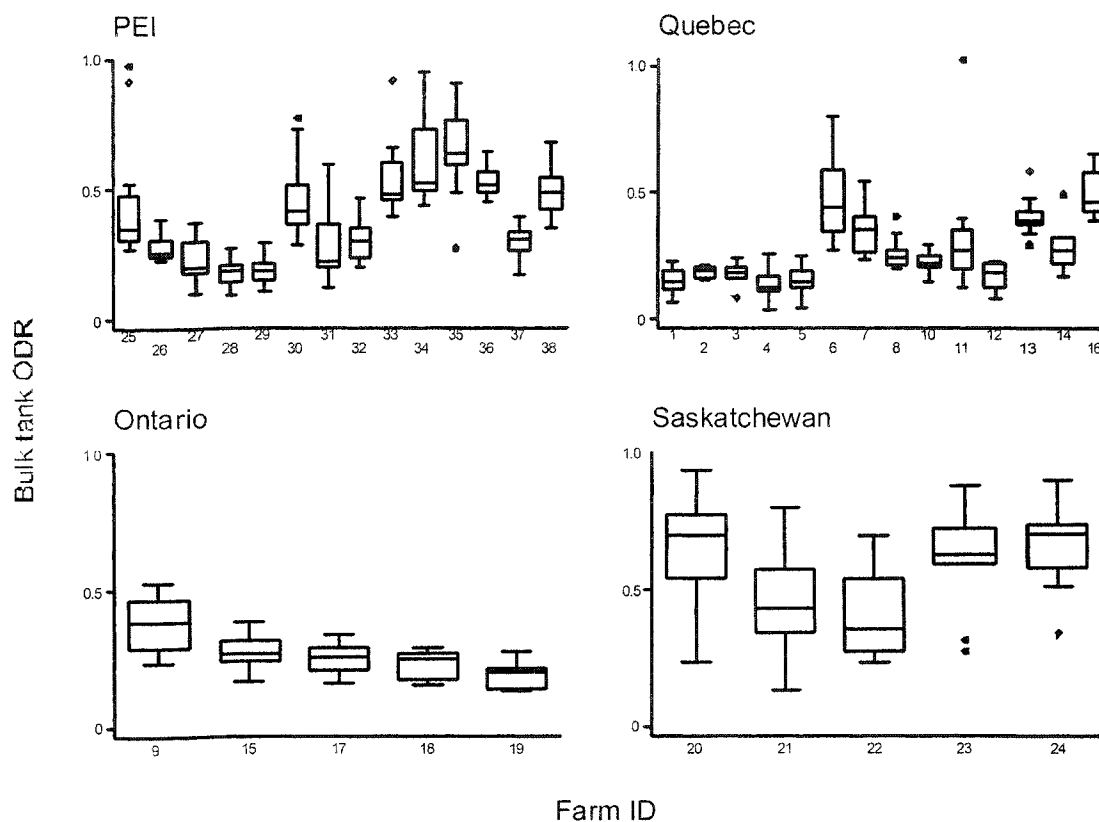 PEI
1.0
0.5
0
25 26 27 28 29 30 31 32 33 34 35 36 37 38
Quebec
1.0
0.5
0
1 2 3 4 5 6 7 8 10 11 12 13 14 16
Bulk tank ODR
Ontario
1.0
0.5
0
9 15 17 18 19
Saskatchewan
1.0
0.5
0
20 21 22 23 24
Farm ID